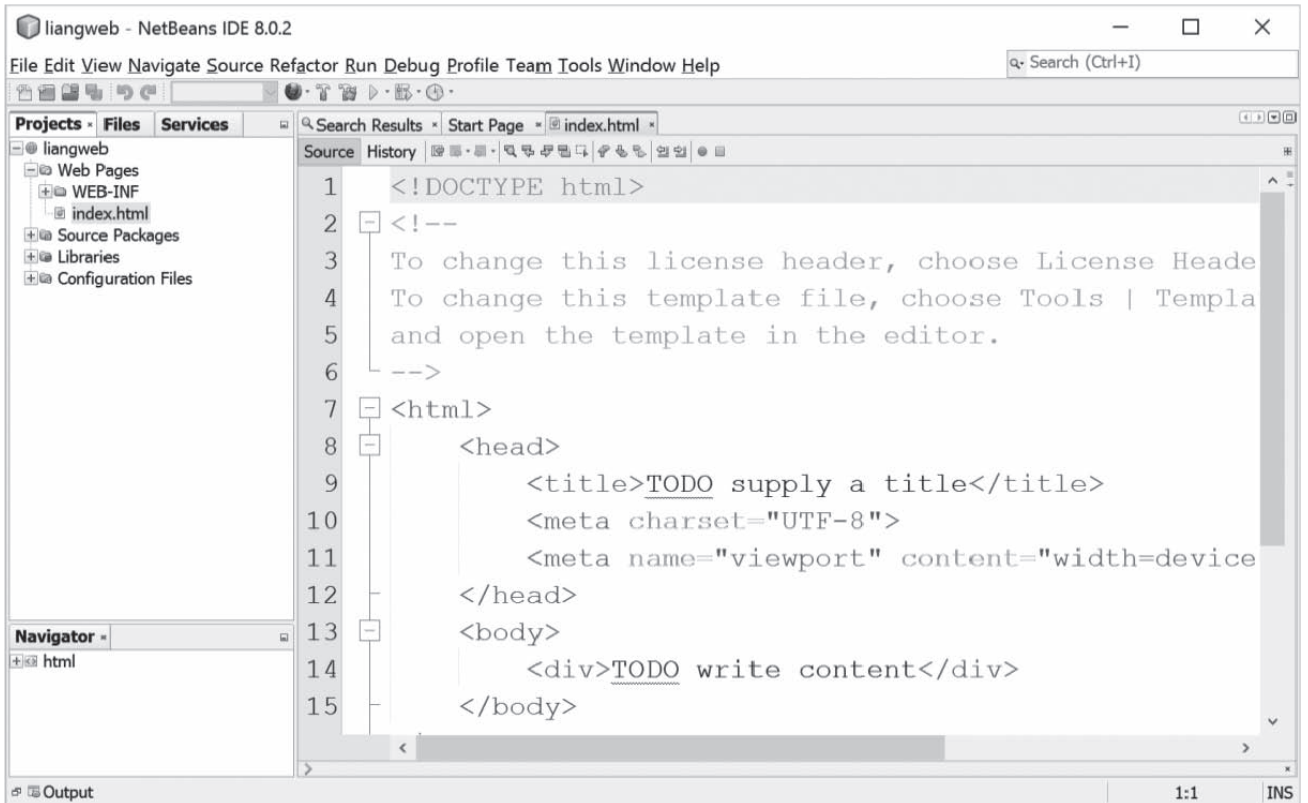 liangweb - NetBeans IDE 8.0.2
File Edit View Navigate Source Refactor Run Debug Profile Team Tools Window Help
Search (Ctrl+I)
Projects Files Services
liangweb
Web Pages
WEB-INF
index.html
Source Packages
Libraries
Configuration Files
Navigator
html
Search Results Start Page index.html
Source History
1 <!DOCTYPE html>
2 <!--
3 To change this license header, choose License Heade
4 To change this template file, choose Tools | Templa
5 and open the template in the editor.
6 -->
7 <html>
8 <head>
9 <title>TODO supply a title</title>
10 <meta charset="UTF-8">
11 <meta name="viewport" content="width=device
12 </head>
13 <body>
14 <div>TODO write content</div>
15 </body>
Output
1:1 INS